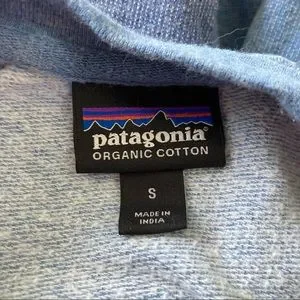 patagonia®
ORGANIC COTTON
S
MADE IN
INDIA